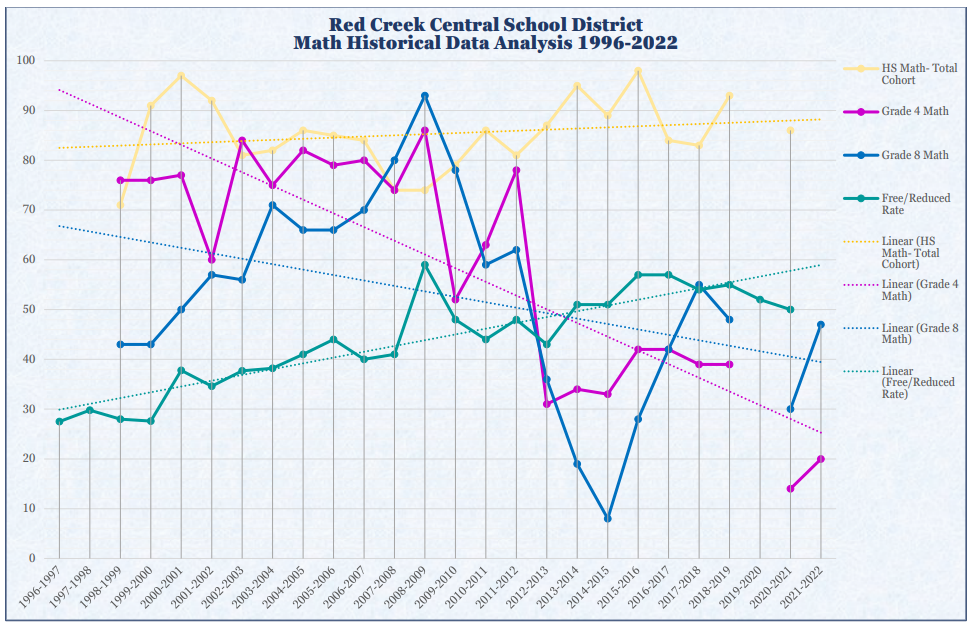 Red Creek Central School District
Math Historical Data Analysis 1996-2022
100
90
80
70
60
50
40
30
20
10
0
1996-1997
1997-1998
1998-1999
1999-2000
2000-2001
2001-2002
2002-2003
2003-2004
2004-2005
2005-2006
2006-2007
2007-2008
2008-2009
2009-2010
2010-2011
2011-2012
2012-2013
2013-2014
2014-2015
2015-2016
2016-2017
2017-2018
2018-2019
2019-2020
2020-2021
2021-2022
HS Math- Total
Cohort
Grade 4 Math
Grade 8 Math
Free/Reduced
Rate
Linear (HS
Math- Total
Cohort)
Linear (Grade 4
Math)
Linear (Grade 8
Math)
Linear
(Free/Reduced
Rate)